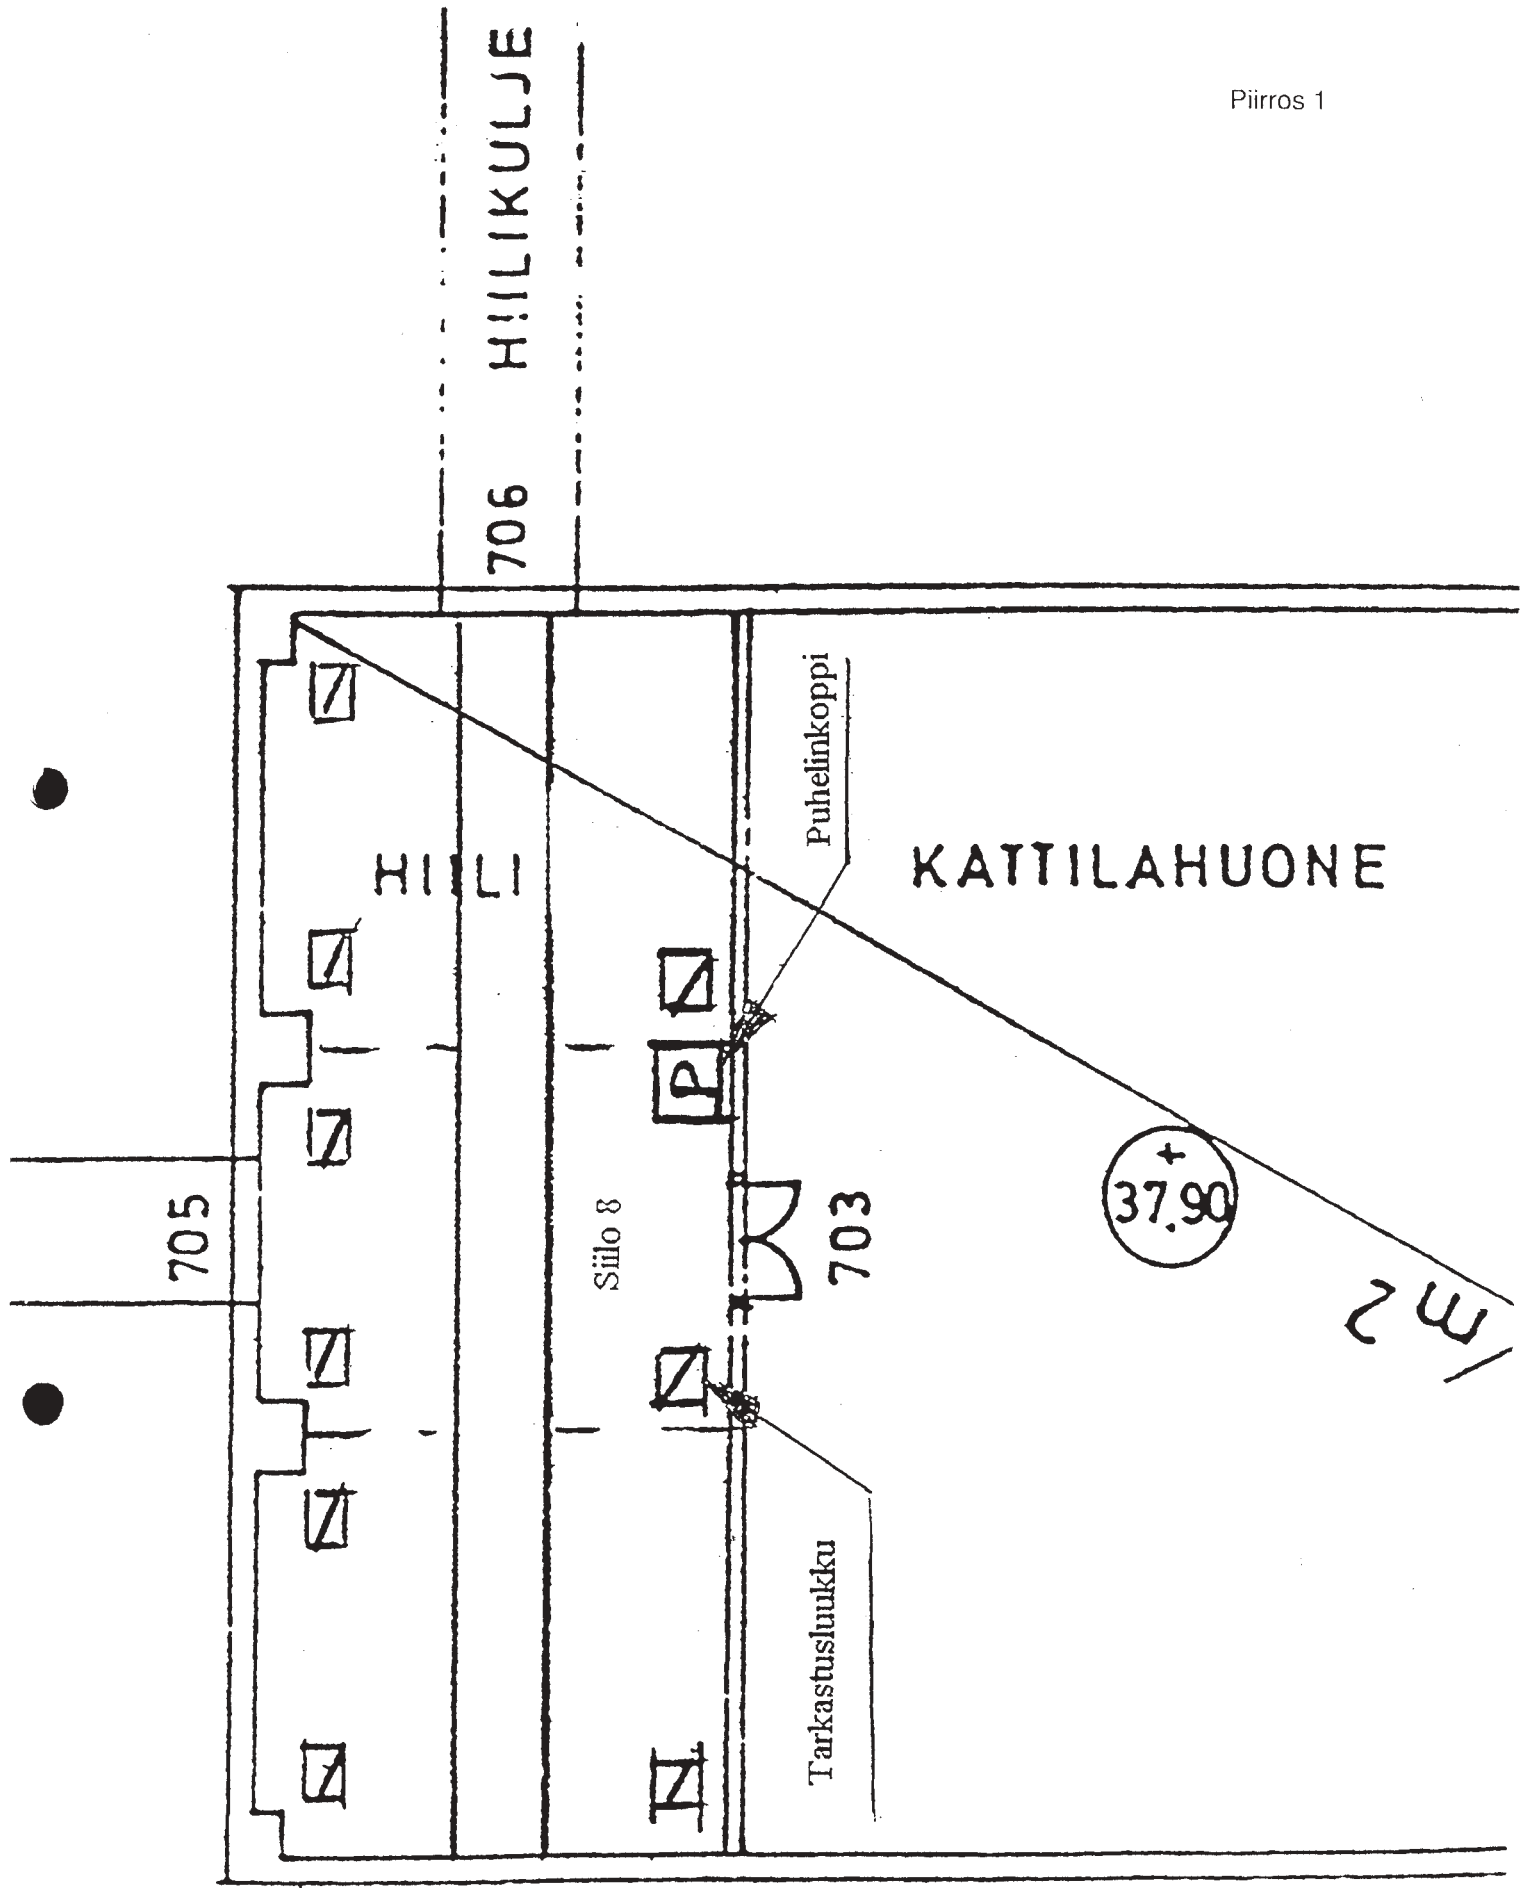 Piirros 1
706 HIILIKULJE
Puhelinkoppi
HIILI
KATTILAHUONE
P
705
Siilo 8
703
+
37.90
m2
Tarkastusluukku